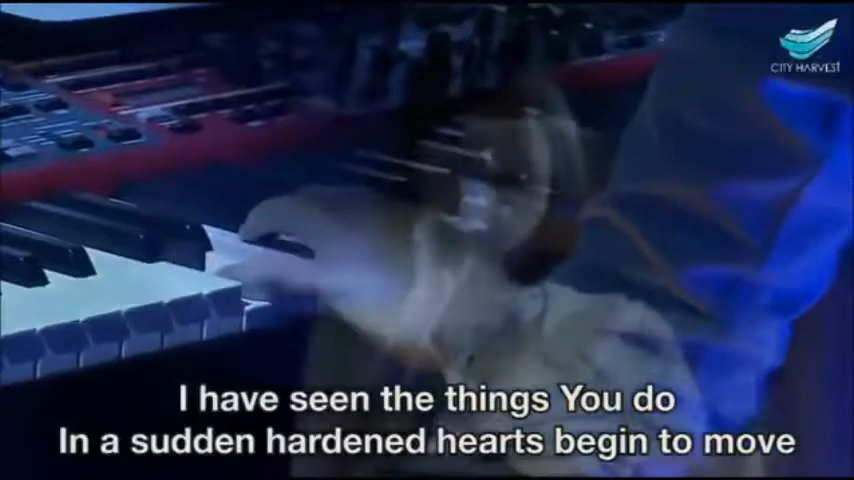 CITY HARVEST
I have seen the things You do
In a sudden hardened hearts begin to move